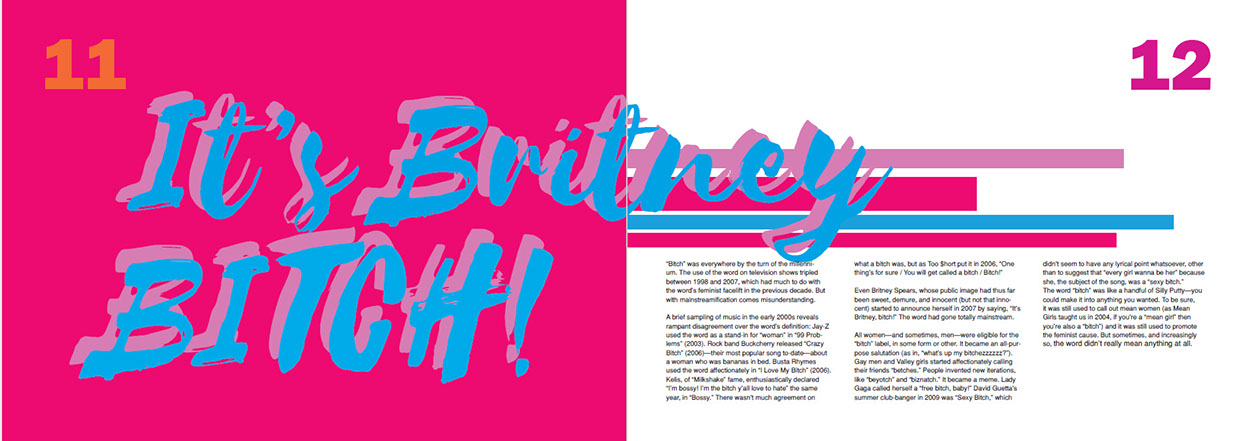 11
12
It's Britney
BITCH!
"Bitch" was everywhere by the turn of the millenni-
um. The use of the word on television shows tripled
between 1998 and 2007, which had much to do with
the word's feminist facelift in the previous decade. But
with mainstreamification comes misunderstanding.
A brief sampling of music in the early 2000s reveals
rampant disagreement over the word's definition: Jay-Z
used the word as a stand-in for "woman" in "99 Prob-
lems" (2003). Rock band Buckcherry released "Crazy
Bitch" (2006)—their most popular song to date—about
a woman who was bananas in bed. Busta Rhymes
used the word affectionately in "I Love My Bitch" (2006).
Kelis, of "Milkshake" fame, enthusiastically declared
"I'm bossy! I'm the bitch y'all love to hate" the same
year, in "Bossy." There wasn't much agreement on
what a bitch was, but as Too $hort put it in 2006, "One
thing's for sure / You will get called a bitch / Bitch!"
Even Britney Spears, whose public image had thus far
been sweet, demure, and innocent (but not that inno-
cent) started to announce herself in 2007 by saying, "It's
Britney, bitch!" The word had gone totally mainstream.
All women—and sometimes, men—were eligible for the
"bitch" label, in some form or other. It became an all-pur-
pose salutation (as in, "what's up my bitchezzzzzz?").
Gay men and Valley girls started affectionately calling
their friends "betches." People invented new iterations,
like "beyotch" and "biznatch." It became a meme. Lady
Gaga called herself a "free bitch, baby!" David Guetta's
summer club-banger in 2009 was "Sexy Bitch," which
didn't seem to have any lyrical point whatsoever, other
than to suggest that "every girl wanna be her" because
she, the subject of the song, was a "sexy bitch."
The word "bitch" was like a handful of Silly Putty—you
could make it into anything you wanted. To be sure,
it was still used to call out mean women (as Mean
Girls taught us in 2004, if you're a "mean girl" then
you're also a "bitch") and it was still used to promote
the feminist cause. But sometimes, and increasingly
so, the word didn't really mean anything at all.